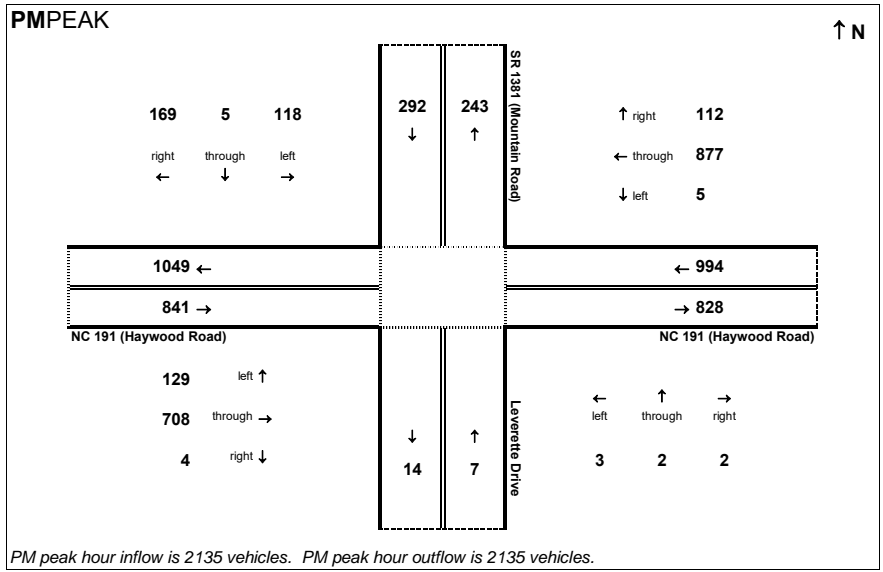 PMPEAK
↑ N
169 5 118
right through left
← ↓ →
292 243
↓ ↑
SR 1381 (Mountain Road)
↑ right 112
← through 877
↓ left 5
1049 ←
← 994
841 →
→ 828
NC 191 (Haywood Road)
NC 191 (Haywood Road)
129 left ↑
708 through →
4 right ↓
↓ ↑
14 7
Leverette Drive
← ↑ →
left through right
3 2 2
PM peak hour inflow is 2135 vehicles. PM peak hour outflow is 2135 vehicles.